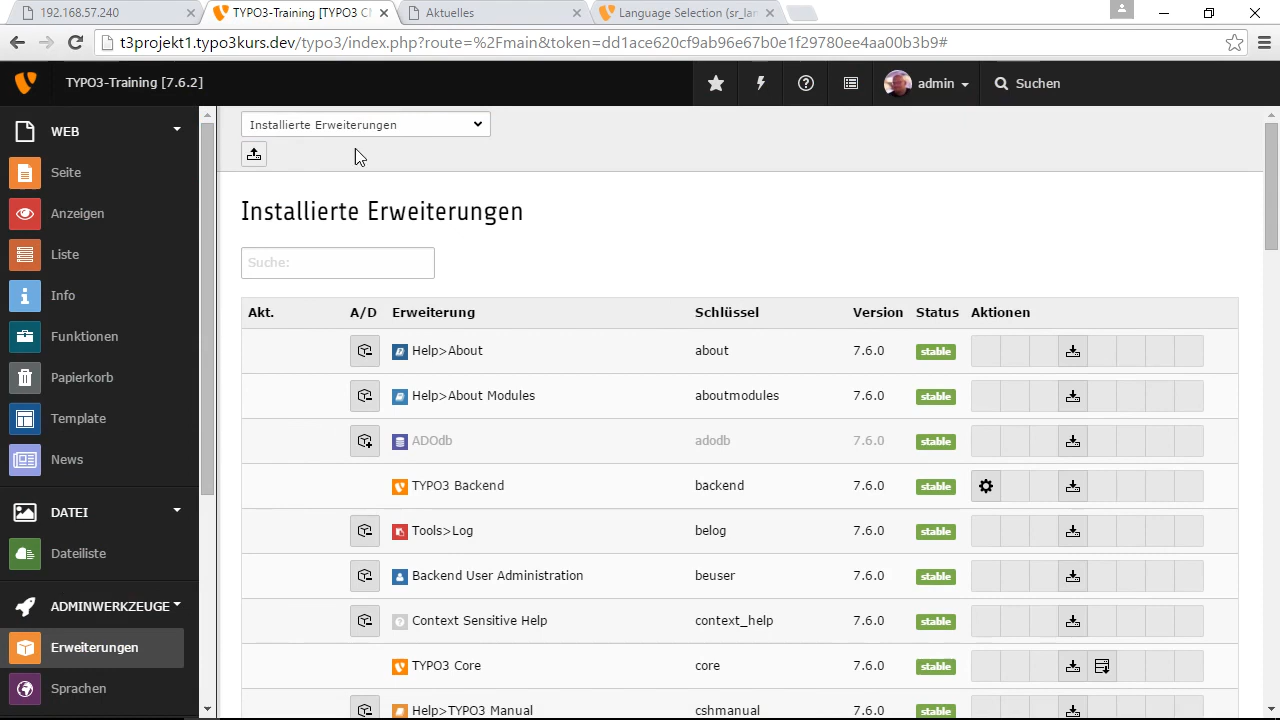 192.168.57.240
TYPO3-Training [TYPO3 CM
Aktuelles
Language Selection (sr_lan
t3projekt1.typo3kurs.dev/typo3/index.php?route=%2Fmain&token=dd1ace620cf9ab96e67b0e1f29780ee4aa00b3b9#
TYPO3-Training [7.6.2]
admin
Suchen
WEB
Seite
Anzeigen
Liste
Info
Funktionen
Papierkorb
Template
News
DATEI
Dateiliste
ADMINWERKZEUGE
Erweiterungen
Sprachen
Installierte Erweiterungen
Installierte Erweiterungen
Suche:
Akt. A/D Erweiterung Schlüssel Version Status Aktionen
Help>About about 7.6.0 stable
Help>About Modules aboutmodules 7.6.0 stable
ADOdb adodb 7.6.0 stable
TYPO3 Backend backend 7.6.0 stable
Tools>Log belog 7.6.0 stable
Backend User Administration beuser 7.6.0 stable
Context Sensitive Help context_help 7.6.0 stable
TYPO3 Core core 7.6.0 stable
Help>TYPO3 Manual cshmanual 7.6.0 stable